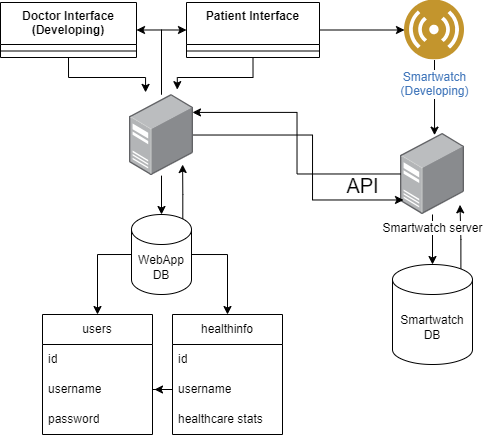 Doctor Interface
(Developing)
Patient Interface
Smartwatch
(Developing)
API
Smartwatch server
WebApp
DB
Smartwatch
DB
users
id
username
password
healthinfo
id
username
healthcare stats